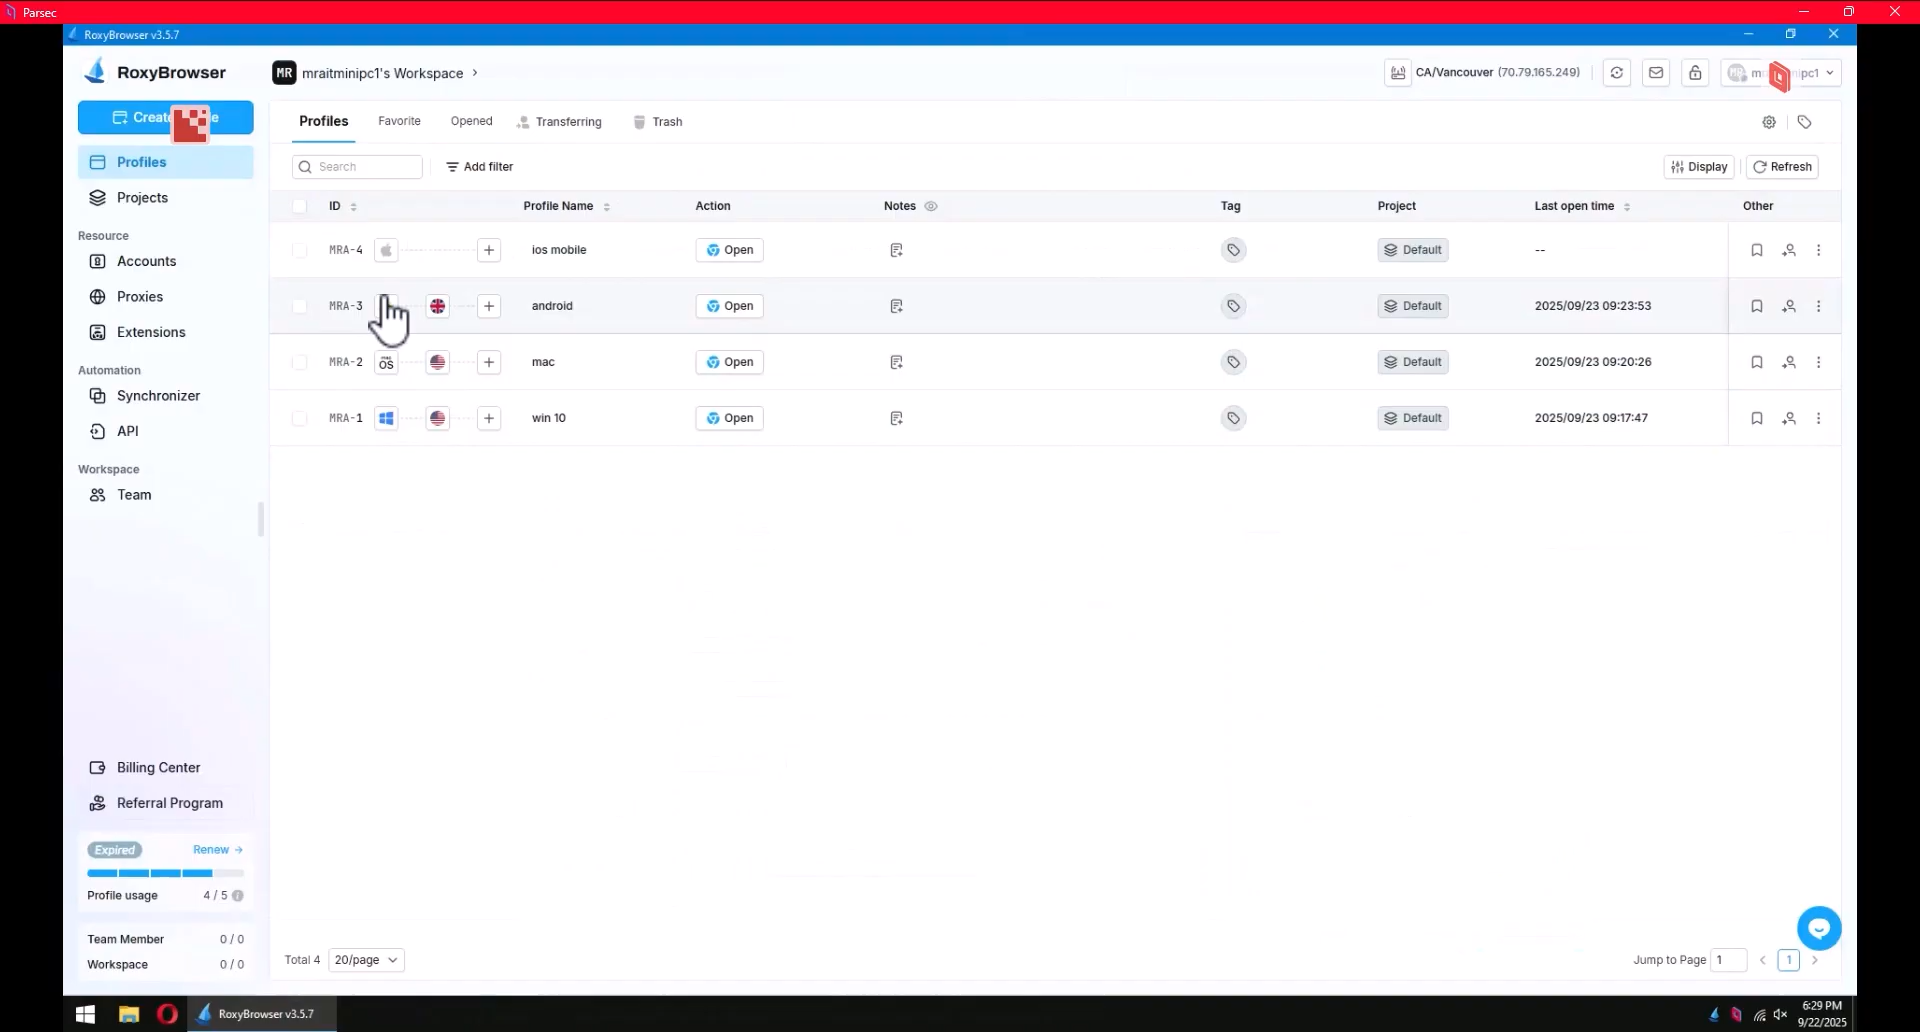 Parsec
RoxyBrowser v3.5.7
RoxyBrowser
MR mraitminipc1's Workspace
CA/Vancouver (70.79.165.249)
Profiles
Favorite
Opened
Transferring
Trash
Profiles
Projects
Resource
Accounts
Proxies
Extensions
Automation
Synchronizer
API
Workspace
Team
Billing Center
Referral Program
Expired Renew →
Profile usage 4 / 5
Team Member 0 / 0
Workspace 0 / 0
Search
Add filter
Display
Refresh
ID Profile Name Action Notes Tag Project Last open time Other
MRA-4 ios mobile Open Default --
MRA-3 android Open Default 2025/09/23 09:23:53
MRA-2 OS mac Open Default 2025/09/23 09:20:26
MRA-1 win 10 Open Default 2025/09/23 09:17:47
Total 4 20/page
Jump to Page 1 1
RoxyBrowser v3.5.7
6:29 PM
9/22/2025